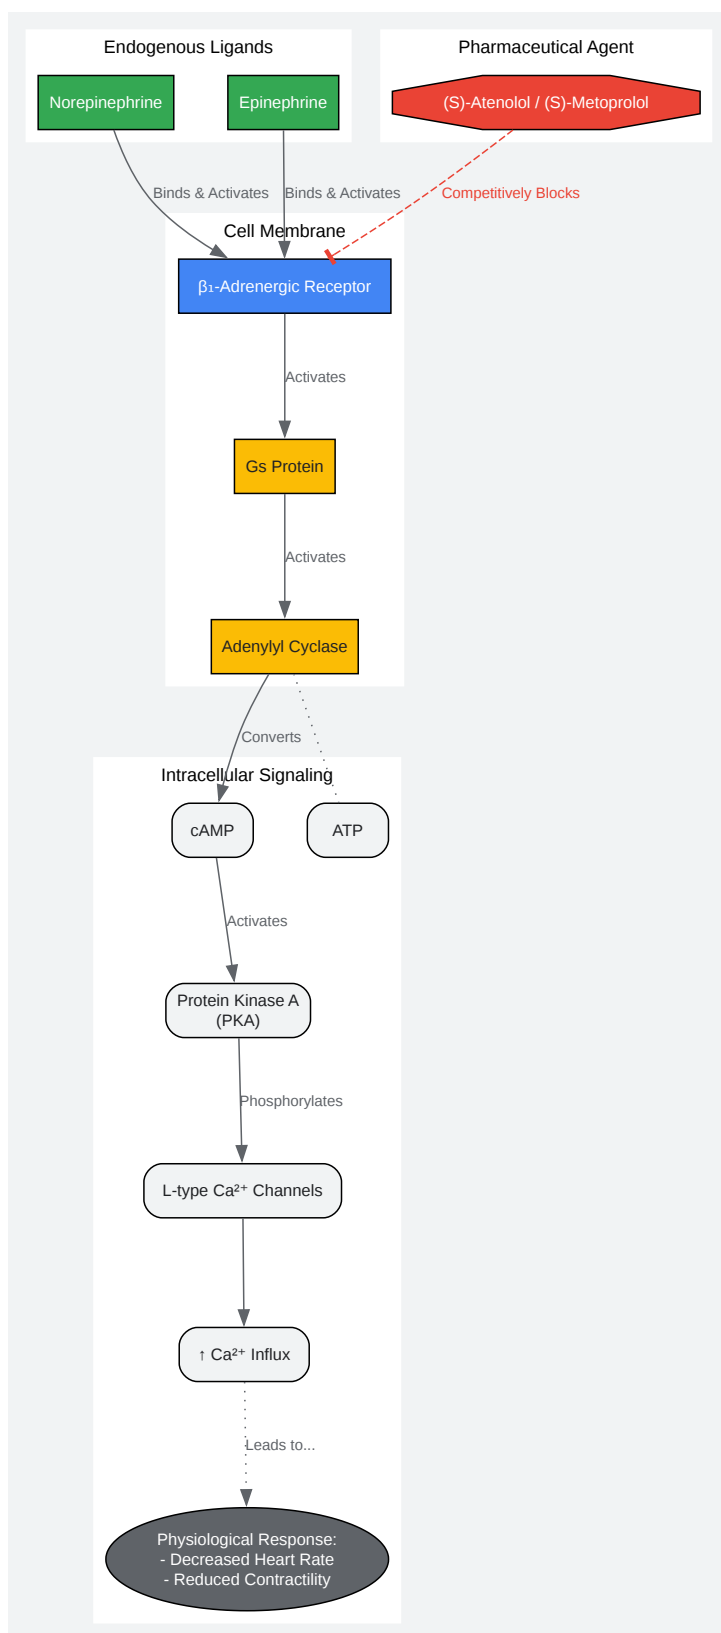 Endogenous Ligands
Pharmaceutical Agent
Norepinephrine
Epinephrine
(S)-Atenolol / (S)-Metoprolol
Binds & Activates
Binds & Activates
Competitively Blocks
Cell Membrane
β₁-Adrenergic Receptor
Activates
Gs Protein
Activates
Adenylyl Cyclase
Converts
Intracellular Signaling
cAMP
ATP
Activates
Protein Kinase A
(PKA)
Phosphorylates
L-type Ca²⁺ Channels
↑ Ca²⁺ Influx
Leads to...
Physiological Response:
- Decreased Heart Rate
- Reduced Contractility